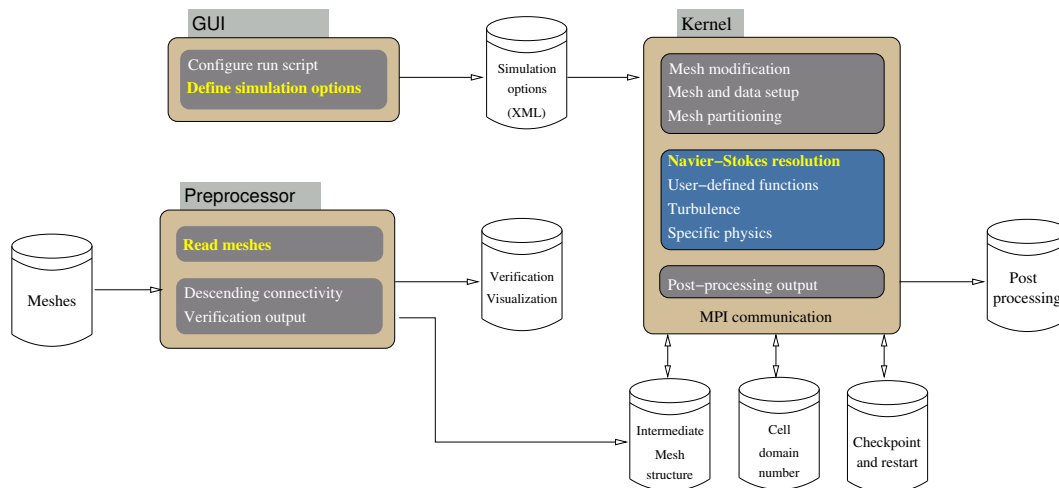 GUI
Configure run script
Define simulation options
Simulation
options
(XML)
Kernel
Mesh modification
Mesh and data setup
Mesh partitioning
Navier–Stokes resolution
User–defined functions
Turbulence
Specific physics
Post–processing output
MPI communication
Preprocessor
Read meshes
Descending connectivity
Verification output
Meshes
Verification
Visualization
Post
processing
Intermediate
Mesh
structure
Cell
domain
number
Checkpoint
and restart